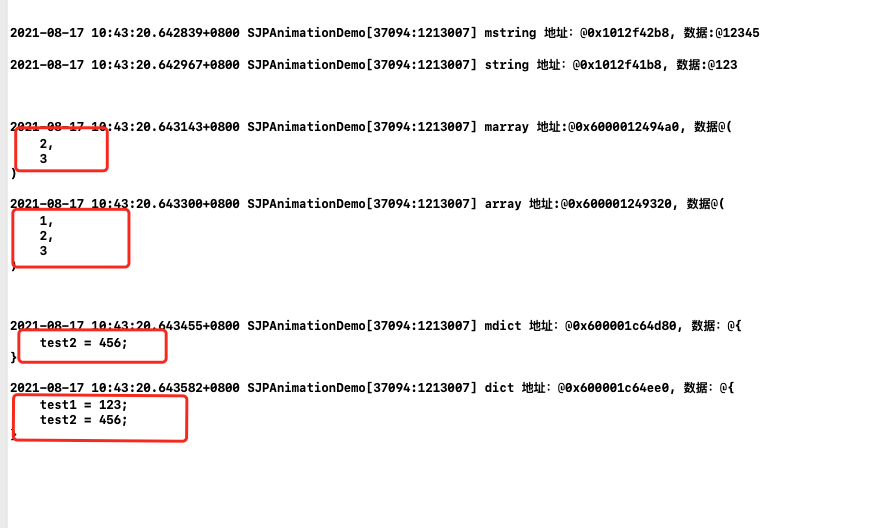 2021-08-17 10:43:20.642839+0800 SJPAnimationDemo[37094:1213007] mstring 地址：@0x1012f42b8, 数据:@12345
2021-08-17 10:43:20.642967+0800 SJPAnimationDemo[37094:1213007] string 地址：@0x1012f41b8, 数据:@123
2021-08-17 10:43:20.643143+0800 SJPAnimationDemo[37094:1213007] marray 地址:@0x6000012494a0, 数据@(
2,
3
)
2021-08-17 10:43:20.643300+0800 SJPAnimationDemo[37094:1213007] array 地址:@0x600001249320, 数据@(
1,
2,
3
)
2021-08-17 10:43:20.643455+0800 SJPAnimationDemo[37094:1213007] mdict 地址：@0x600001c64d80, 数据：@{
test2 = 456;
}
2021-08-17 10:43:20.643582+0800 SJPAnimationDemo[37094:1213007] dict 地址：@0x600001c64ee0, 数据：@{
test1 = 123;
test2 = 456;
}